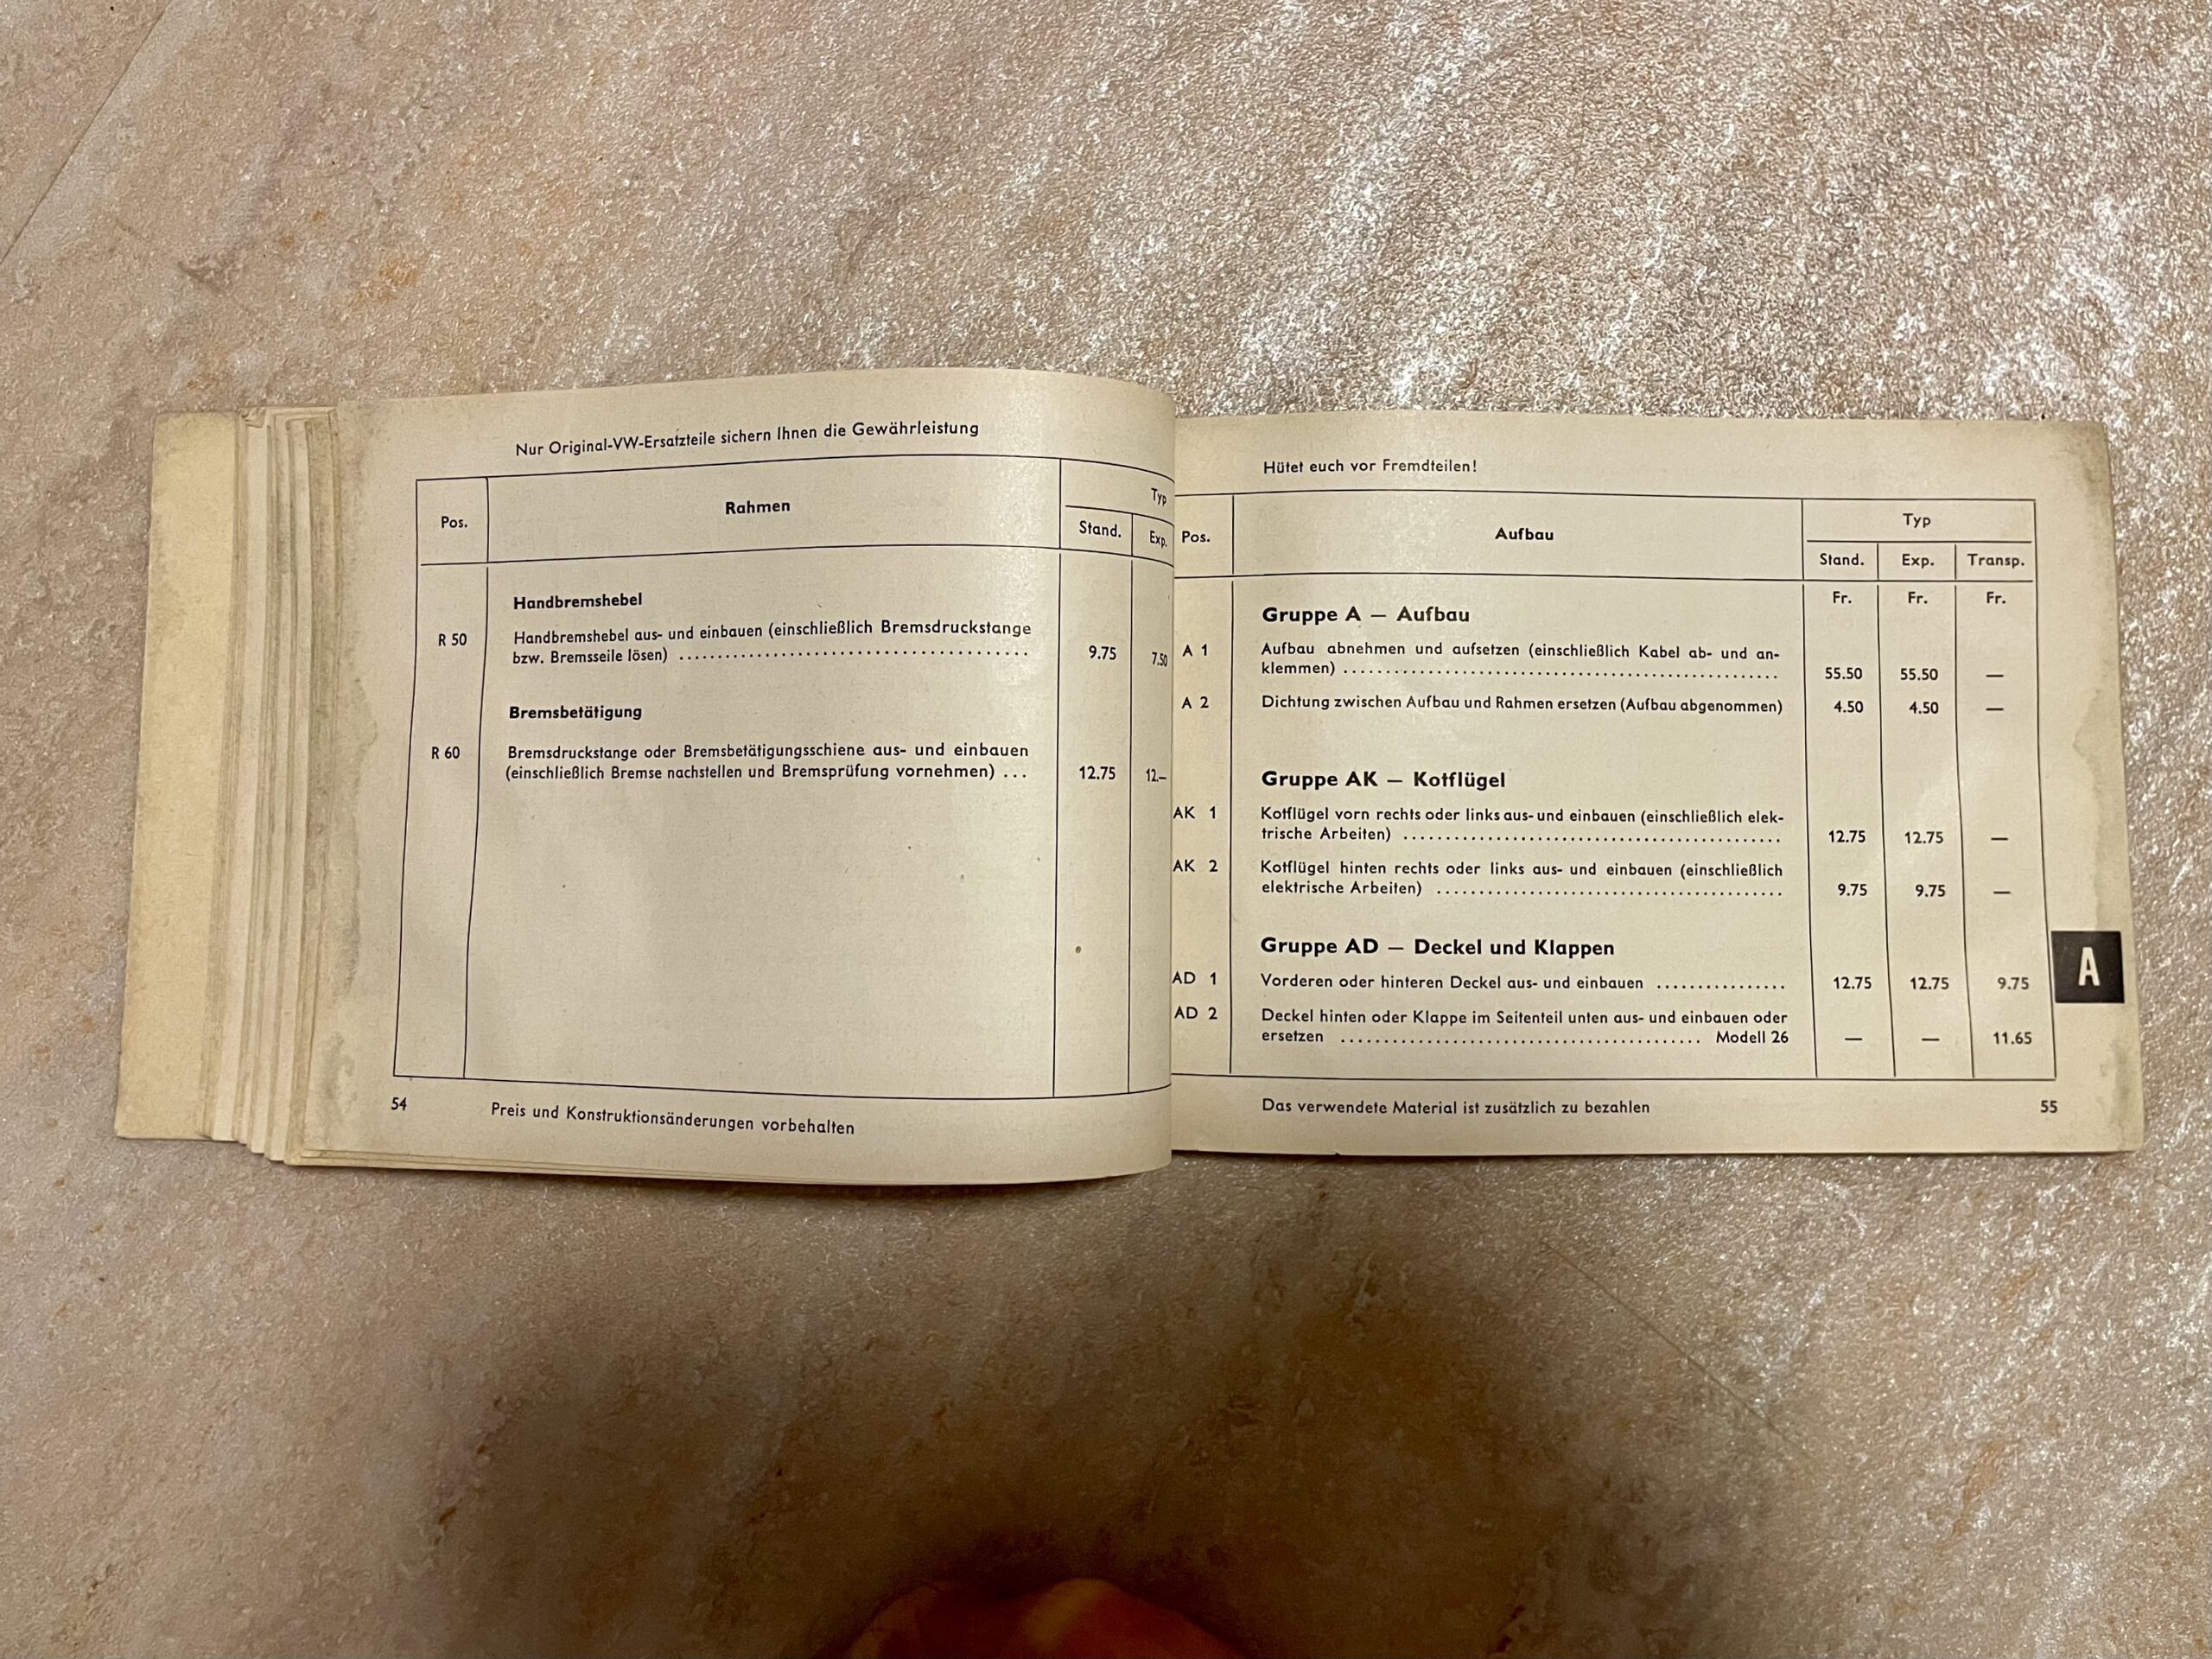 Nur Original-VW-Ersatzteile sichern Ihnen die Gewährleistung
Pos. Rahmen Typ
Stand. Exp.
Handbremshebel
R 50 Handbremshebel aus- und einbauen (einschließlich Bremsdruckstange
bzw. Bremsseile lösen) ........................................ 9.75 7.50
Bremsbetätigung
R 60 Bremsdruckstange oder Bremsbetätigungsschiene aus- und einbauen
(einschließlich Bremse nachstellen und Bremsprüfung vornehmen) ... 12.75 12.–
54 Preis und Konstruktionsänderungen vorbehalten
Hütet euch vor Fremdteilen!
Pos. Aufbau Typ
Stand. Exp. Transp.
Fr. Fr. Fr.
Gruppe A — Aufbau
A 1 Aufbau abnehmen und aufsetzen (einschließlich Kabel ab- und an-
klemmen) .................................................... 55.50 55.50 —
A 2 Dichtung zwischen Aufbau und Rahmen ersetzen (Aufbau abgenommen) 4.50 4.50 —
Gruppe AK — Kotflügel
AK 1 Kotflügel vorn rechts oder links aus- und einbauen (einschließlich elek-
trische Arbeiten) ............................................. 12.75 12.75 —
AK 2 Kotflügel hinten rechts oder links aus- und einbauen (einschließlich
elektrische Arbeiten) ......................................... 9.75 9.75 —
Gruppe AD — Deckel und Klappen
AD 1 Vorderen oder hinteren Deckel aus- und einbauen ................ 12.75 12.75 9.75
AD 2 Deckel hinten oder Klappe im Seitenteil unten aus- und einbauen oder
ersetzen ........................................... Modell 26 — — 11.65
A
Das verwendete Material ist zusätzlich zu bezahlen 55